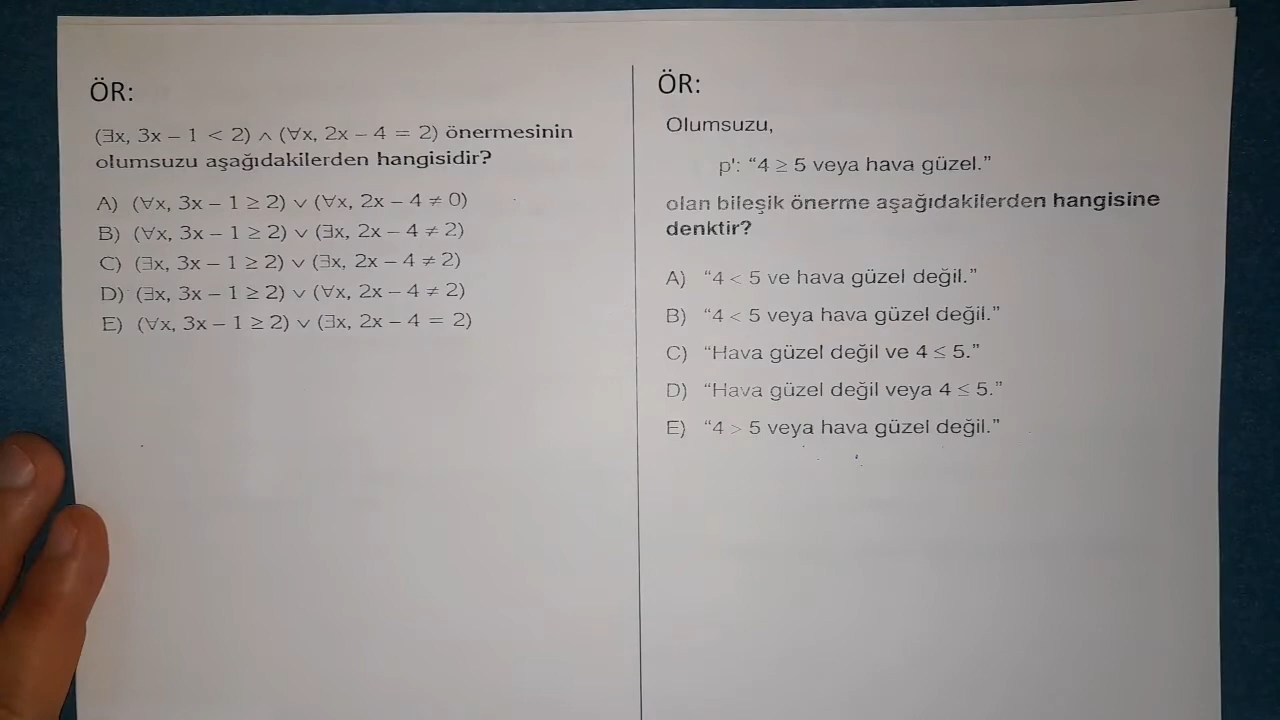 ÖR:
(∃x, 3x – 1 < 2) ∧ (∀x, 2x – 4 = 2) önermesinin
olumsuzu aşağıdakilerden hangisidir?
A) (∀x, 3x – 1 ≥ 2) ∨ (∀x, 2x – 4 ≠ 0)
B) (∀x, 3x – 1 ≥ 2) ∨ (∃x, 2x – 4 ≠ 2)
C) (∃x, 3x – 1 ≥ 2) ∨ (∃x, 2x – 4 ≠ 2)
D) (∃x, 3x – 1 ≥ 2) ∨ (∀x, 2x – 4 ≠ 2)
E) (∀x, 3x – 1 ≥ 2) ∨ (∃x, 2x – 4 = 2)
ÖR:
Olumsuzu,
p': “4 ≥ 5 veya hava güzel.”
olan bileşik önerme aşağıdakilerden hangisine
denktir?
A) “4 < 5 ve hava güzel değil.”
B) “4 < 5 veya hava güzel değil.”
C) “Hava güzel değil ve 4 ≤ 5.”
D) “Hava güzel değil veya 4 ≤ 5.”
E) “4 > 5 veya hava güzel değil.”